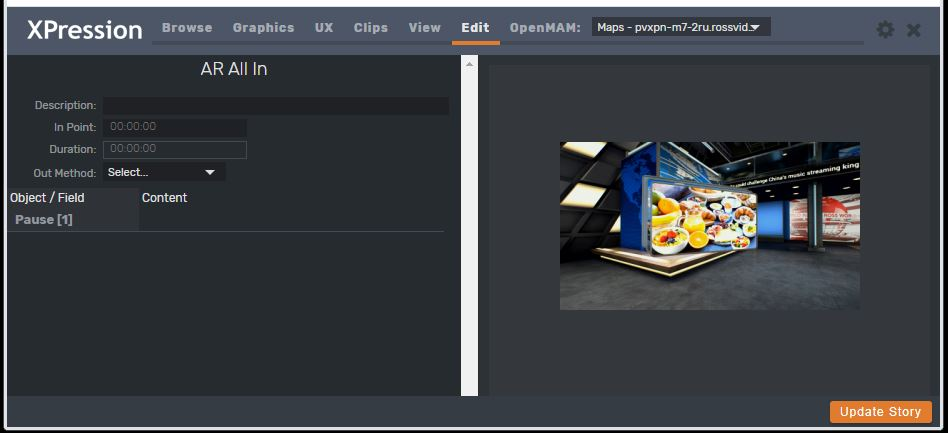 XPression Browse Graphics UX Clips View Edit OpenMAM: Maps - pvxpn-m7-2ru.rossvid...
AR All In
Description:
In Point: 00:00:00
Duration: 00:00:00
Out Method: Select...
Object / Field Content
Pause [1]
could challenge China's music streaming king
ROSS WOR
Update Story